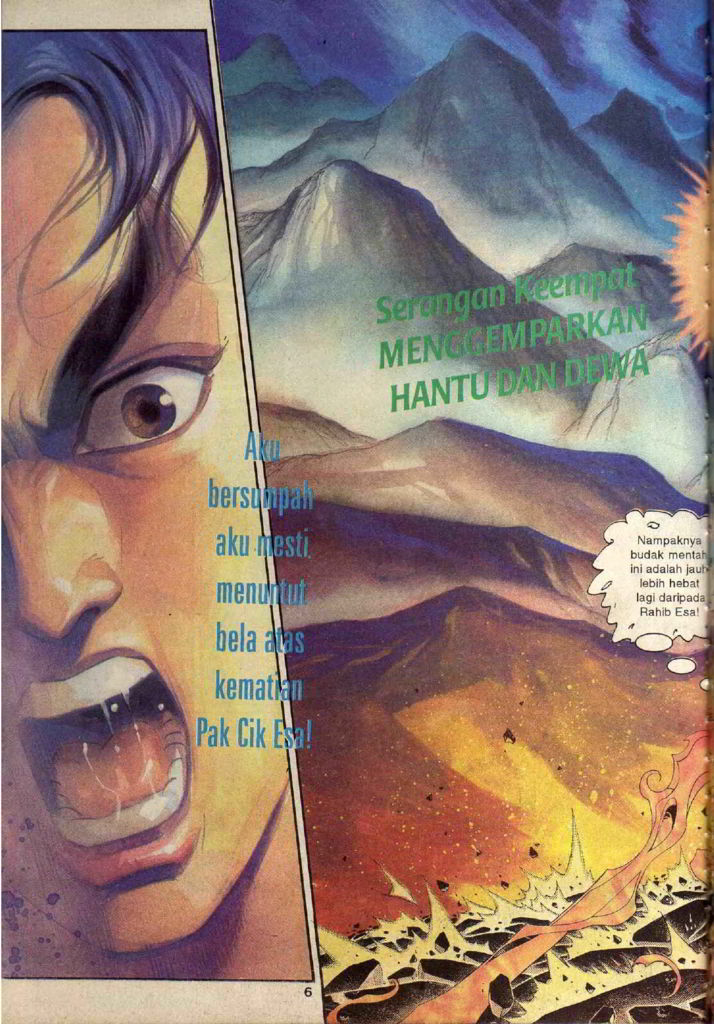 Serangan Keempat
MENGGEMPARKAN
HANTU DAN DEWA
Aku
bersumpah
aku mesti
menuntut
bela atas
kematian
Pak Cik Esa!
Nampaknya
budak mentah
ini adalah jauh
lebih hebat
lagi daripada
Rahib Esa!
6